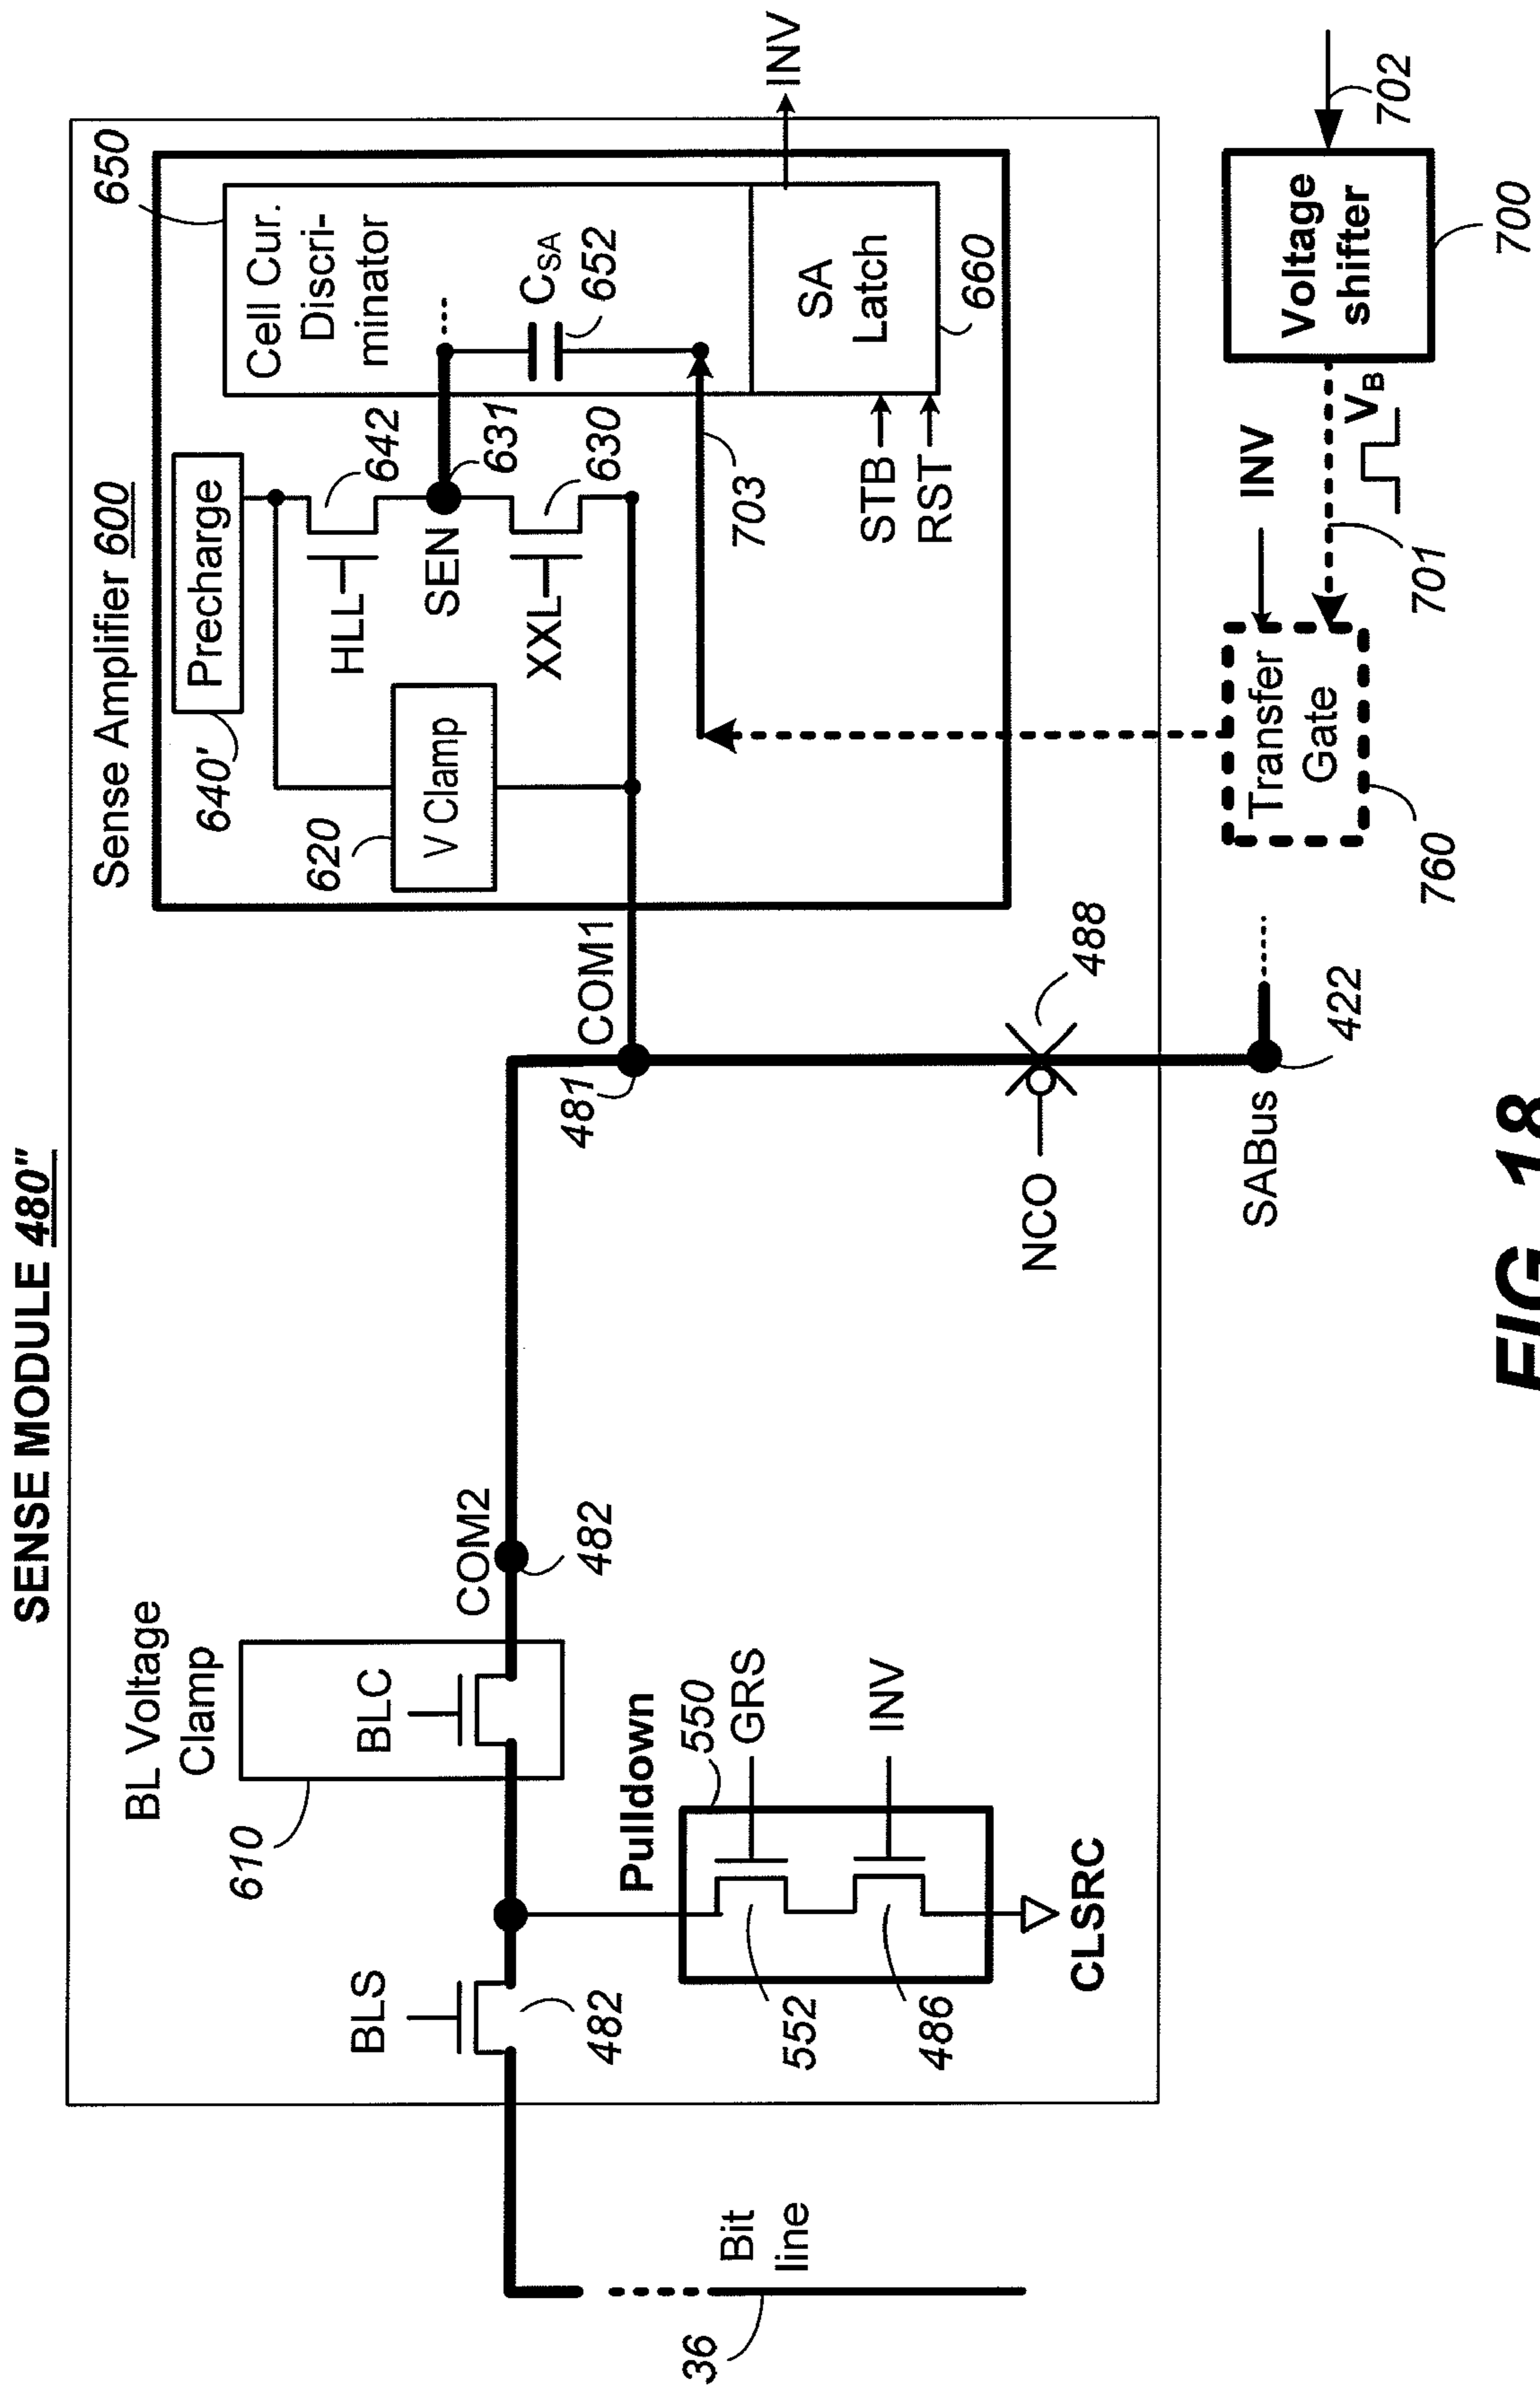 SENSE MODULE 480"
BL Voltage
Clamp
610
BLC
COM2
482
BLS
482
Pulldown
550
GRS
INV
552
486
CLSRC
Bit
line
36
Sense Amplifier 600
Precharge
640'
HLL
642
SEN
631
XXL
630
V Clamp
620
COM1
481
650
Cell Cur.
Discri-
minator
CSA
652
703
SA
Latch
660
STB
RST
INV
NCO
488
SABus
422
Transfer
Gate
760
INV
VB
701
Voltage
shifter
700
702
FIG. 18